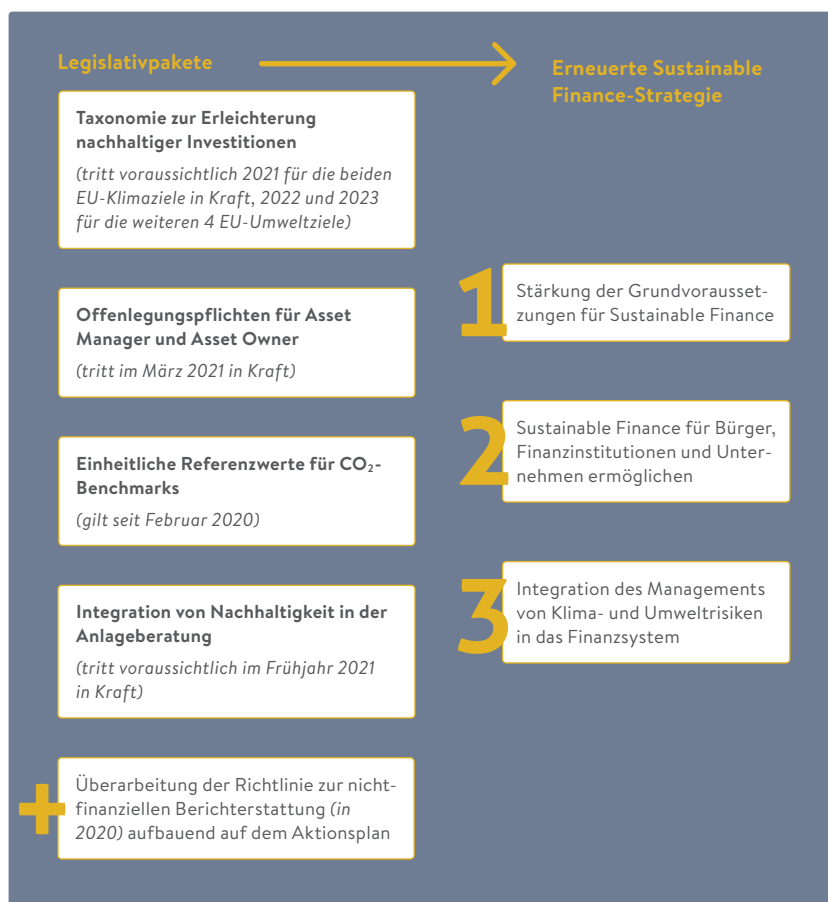 Legislativpakete
Taxonomie zur Erleichterung
nachhaltiger Investitionen
(tritt voraussichtlich 2021 für die beiden
EU-Klimaziele in Kraft, 2022 und 2023
für die weiteren 4 EU-Umweltziele)
Offenlegungspflichten für Asset
Manager und Asset Owner
(tritt im März 2021 in Kraft)
Einheitliche Referenzwerte für CO₂-
Benchmarks
(gilt seit Februar 2020)
Integration von Nachhaltigkeit in der
Anlageberatung
(tritt voraussichtlich im Frühjahr 2021
in Kraft)
+
Überarbeitung der Richtlinie zur nicht-
finanziellen Berichterstattung (in
2020) aufbauend auf dem Aktionsplan
Erneuerte Sustainable
Finance-Strategie
1
Stärkung der Grundvorausset-
zungen für Sustainable Finance
2
Sustainable Finance für Bürger,
Finanzinstitutionen und Unter-
nehmen ermöglichen
3
Integration des Managements
von Klima- und Umweltrisiken
in das Finanzsystem